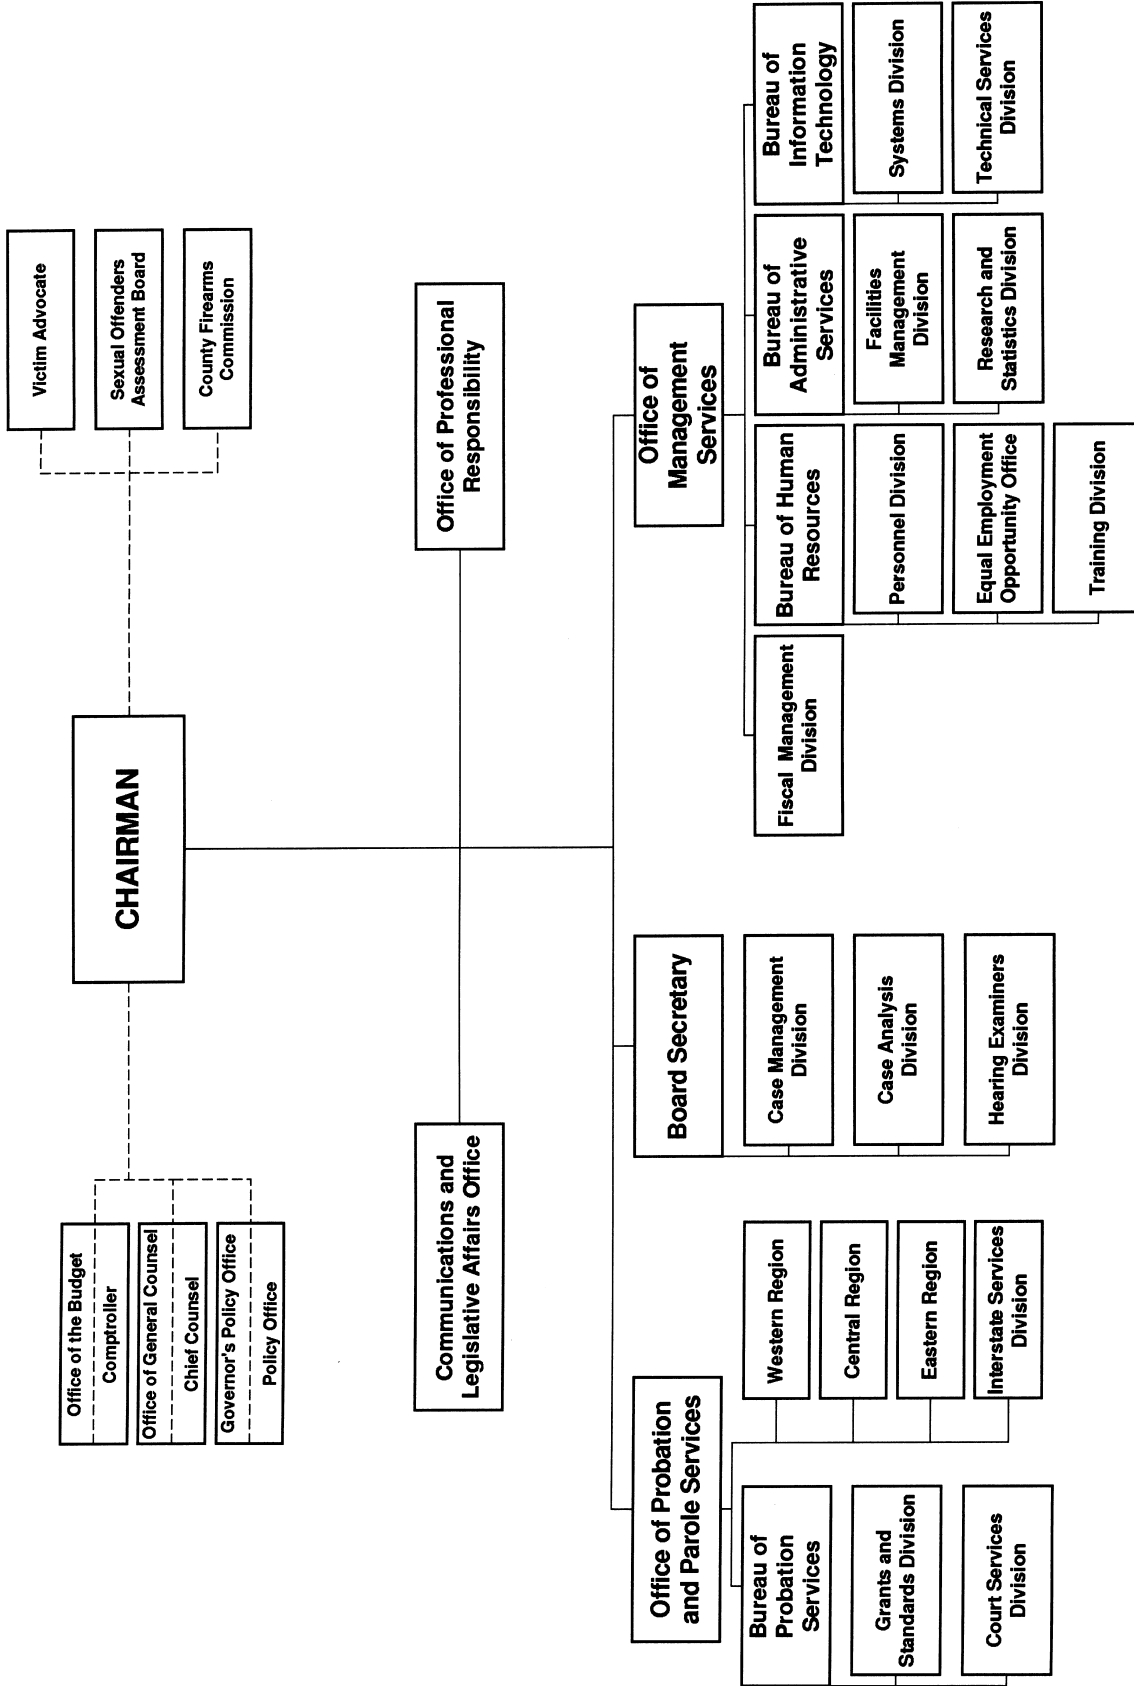 CHAIRMAN
Office of the Budget
Comptroller
Office of General Counsel
Chief Counsel
Governor's Policy Office
Policy Office
Victim Advocate
Sexual Offenders
Assessment Board
County Firearms
Commission
Communications and
Legislative Affairs Office
Office of Professional
Responsibility
Office of Probation
and Parole Services
Bureau of
Probation
Services
Grants and
Standards Division
Court Services
Division
Western Region
Central Region
Eastern Region
Interstate Services
Division
Board Secretary
Case Management
Division
Case Analysis
Division
Hearing Examiners
Division
Office of
Management
Services
Fiscal Management
Division
Bureau of Human
Resources
Personnel Division
Equal Employment
Opportunity Office
Training Division
Bureau of
Administrative
Services
Facilities
Management
Division
Research and
Statistics Division
Bureau of
Information
Technology
Systems Division
Technical Services
Division